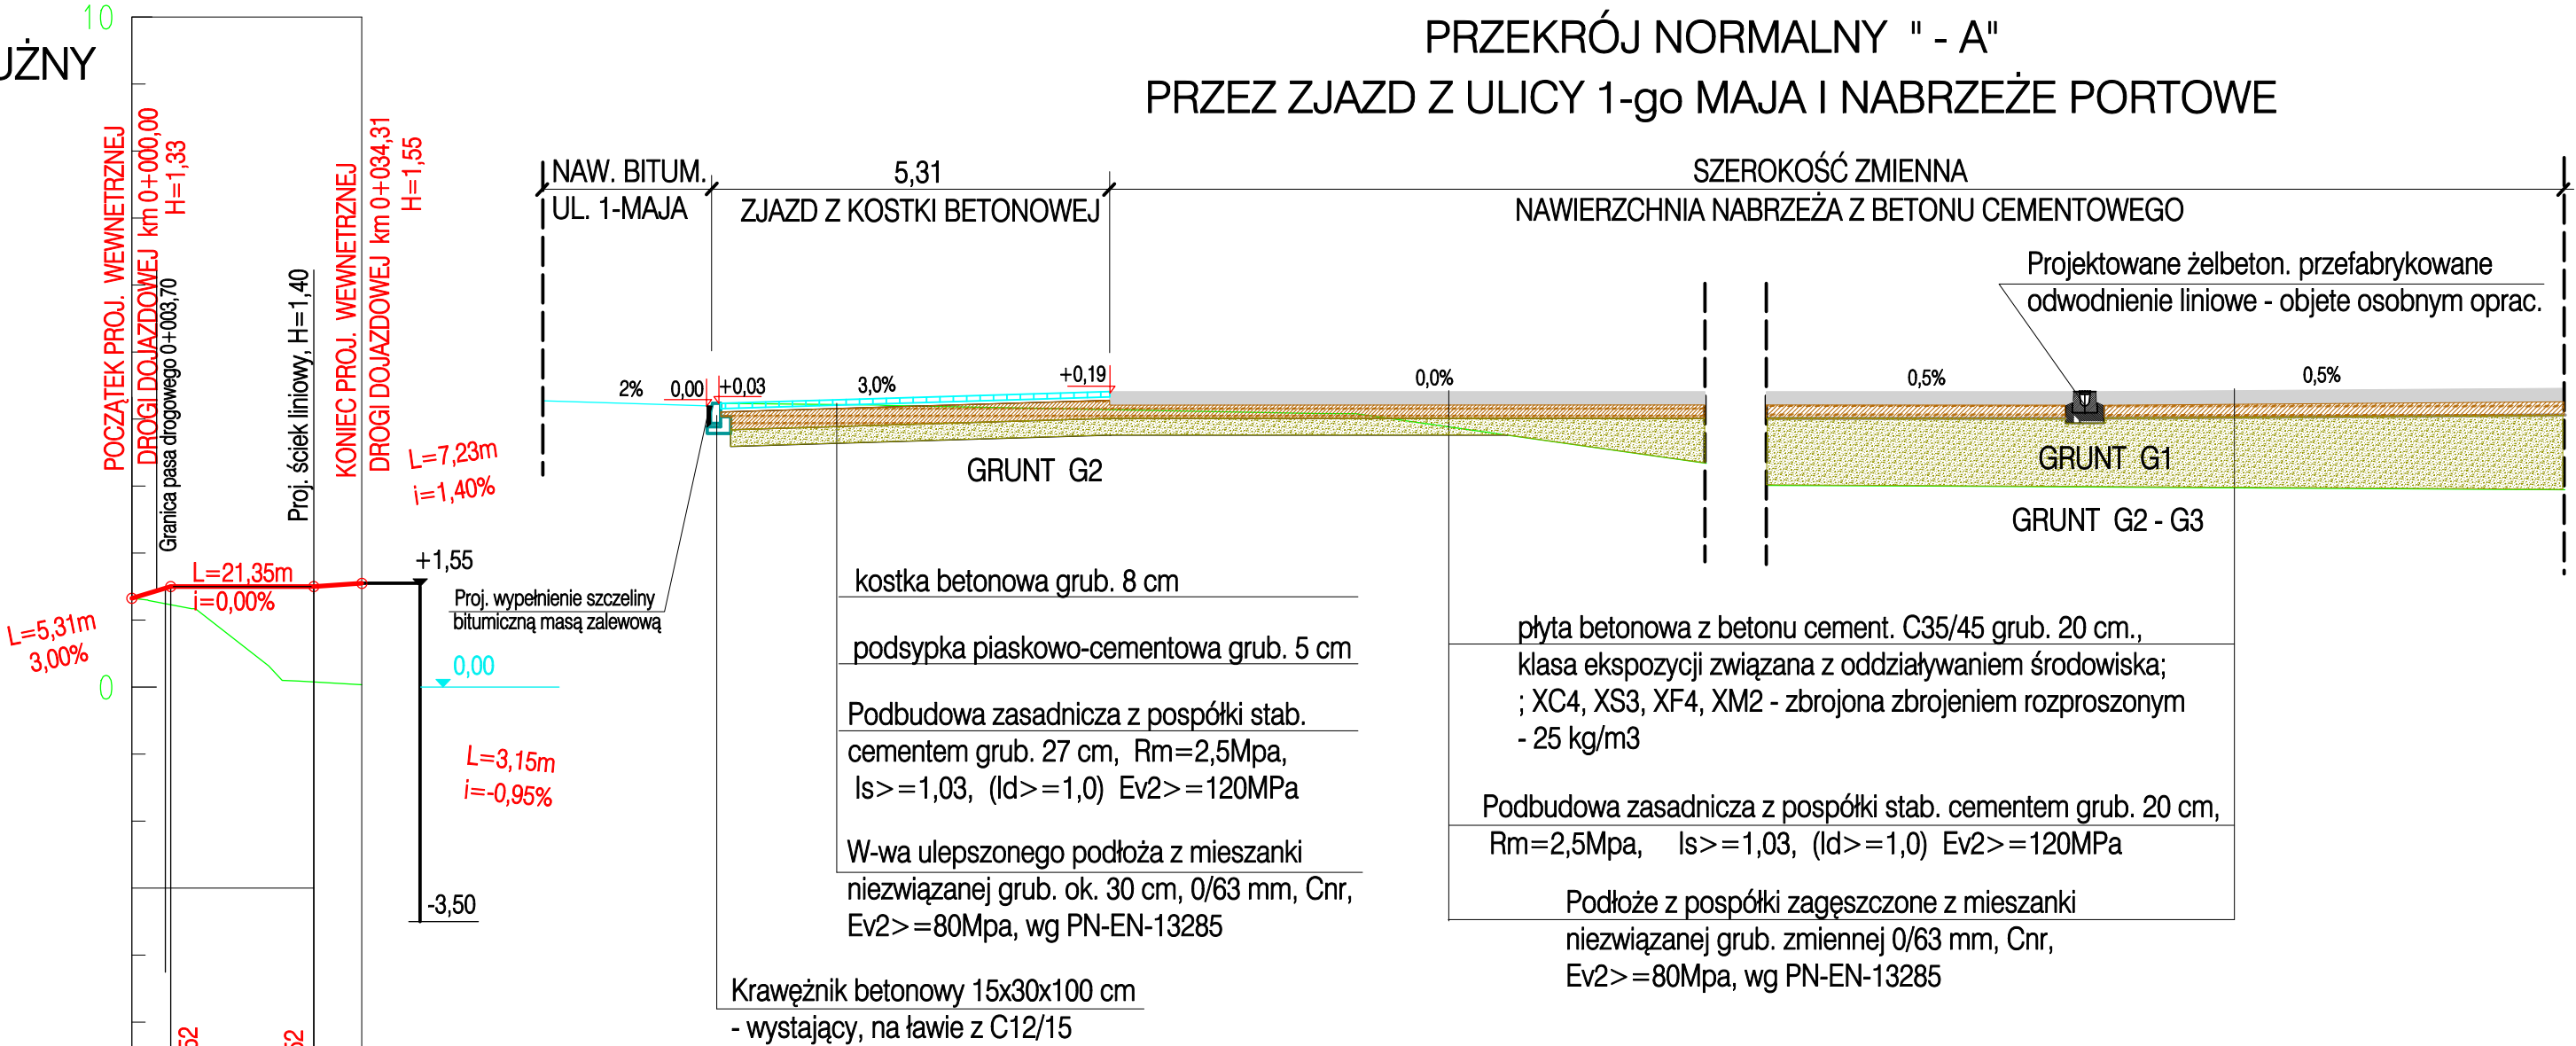 10
UŻNY
PRZEKRÓJ NORMALNY " - A"
PRZEZ ZJAZD Z ULICY 1-go MAJA I NABRZEŻE PORTOWE
POCZĄTEK PROJ. WEWNETRZNEJ
DROGI DOJAZDOWEJ km 0+000,00
H=1,33
Granica pasa drogowego 0+003,70
Proj. ściek liniowy, H=1,40
KONIEC PROJ. WEWNETRZNEJ
DROGI DOJAZDOWEJ km 0+034,31
H=1,55
L=7,23m
i=1,40%
L=21,35m
i=0,00%
L=5,31m
3,00%
0
+1,55
0,00
L=3,15m
i=-0,95%
-3,50
52
52
NAW. BITUM.
UL. 1-MAJA
5,31
ZJAZD Z KOSTKI BETONOWEJ
SZEROKOŚĆ ZMIENNA
NAWIERZCHNIA NABRZEŻA Z BETONU CEMENTOWEGO
Projektowane żelbeton. przefabrykowane
odwodnienie liniowe - objete osobnym oprac.
2%
0,00
+0,03
3,0%
+0,19
0,0%
0,5%
0,5%
GRUNT G2
GRUNT G1
GRUNT G2 - G3
Proj. wypełnienie szczeliny
bitumiczną masą zalewową
kostka betonowa grub. 8 cm
podsypka piaskowo-cementowa grub. 5 cm
Podbudowa zasadnicza z pospółki stab.
cementem grub. 27 cm, Rm=2,5Mpa,
Is>=1,03, (Id>=1,0) Ev2>=120MPa
W-wa ulepszonego podłoża z mieszanki
niezwiązanej grub. ok. 30 cm, 0/63 mm, Cnr,
Ev2>=80Mpa, wg PN-EN-13285
Krawężnik betonowy 15x30x100 cm
- wystający, na ławie z C12/15
płyta betonowa z betonu cement. C35/45 grub. 20 cm.,
klasa ekspozycji związana z oddziaływaniem środowiska;
; XC4, XS3, XF4, XM2 - zbrojona zbrojeniem rozproszonym
- 25 kg/m3
Podbudowa zasadnicza z pospółki stab. cementem grub. 20 cm,
Rm=2,5Mpa, Is>=1,03, (Id>=1,0) Ev2>=120MPa
Podłoże z pospółki zagęszczone z mieszanki
niezwiązanej grub. zmiennej 0/63 mm, Cnr,
Ev2>=80Mpa, wg PN-EN-13285